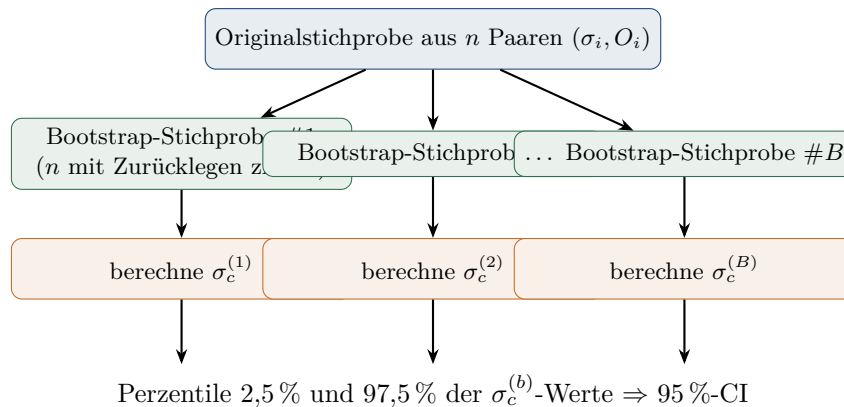 Originalstichprobe aus n Paaren (σ_i, O_i)
Bootstrap-Stichprobe #1
(n mit Zurücklegen
Bootstrap-Stichprobe
… Bootstrap-Stichprobe #B
berechne σ_c^{(1)}
berechne σ_c^{(2)}
berechne σ_c^{(B)}
Perzentile 2,5 % und 97,5 % der σ_c^{(b)}-Werte ⇒ 95 %-CI